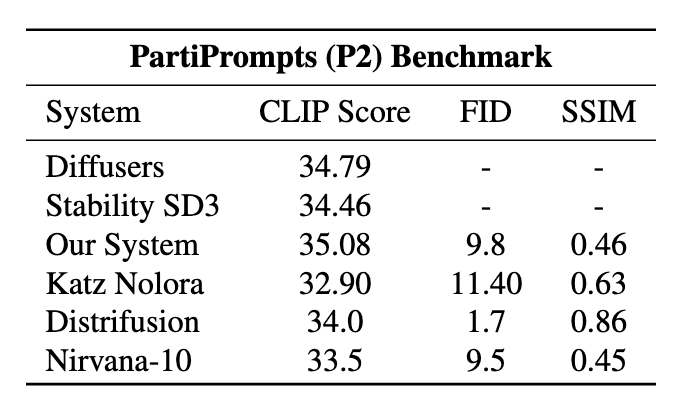 PartiPrompts (P2) Benchmark
System CLIP Score FID SSIM
Diffusers 34.79 - -
Stability SD3 34.46 - -
Our System 35.08 9.8 0.46
Katz Nolora 32.90 11.40 0.63
Distrifusion 34.0 1.7 0.86
Nirvana-10 33.5 9.5 0.45